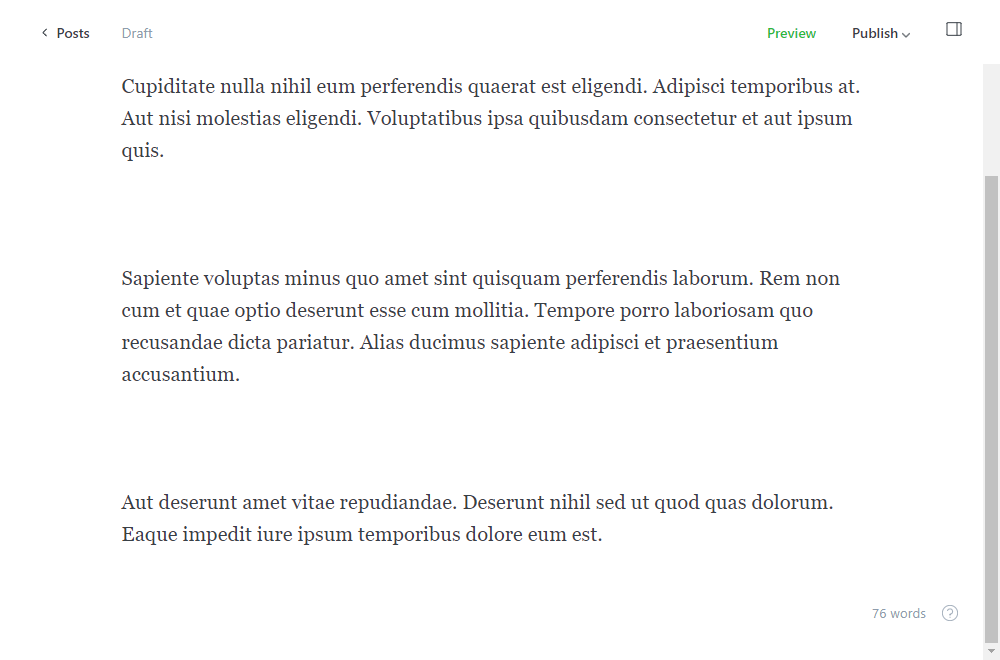 Posts
Draft
Preview
Publish
Cupiditate nulla nihil eum perferendis quaerat est eligendi. Adipisci temporibus at.
Aut nisi molestias eligendi. Voluptatibus ipsa quibusdam consectetur et aut ipsum
quis.
Sapiente voluptas minus quo amet sint quisquam perferendis laborum. Rem non
cum et quae optio deserunt esse cum mollitia. Tempore porro laboriosam quo
recusandae dicta pariatur. Alias ducimus sapiente adipisci et praesentium
accusantium.
Aut deserunt amet vitae repudiandae. Deserunt nihil sed ut quod quas dolorum.
Eaque impedit iure ipsum temporibus dolore eum est.
76 words
?